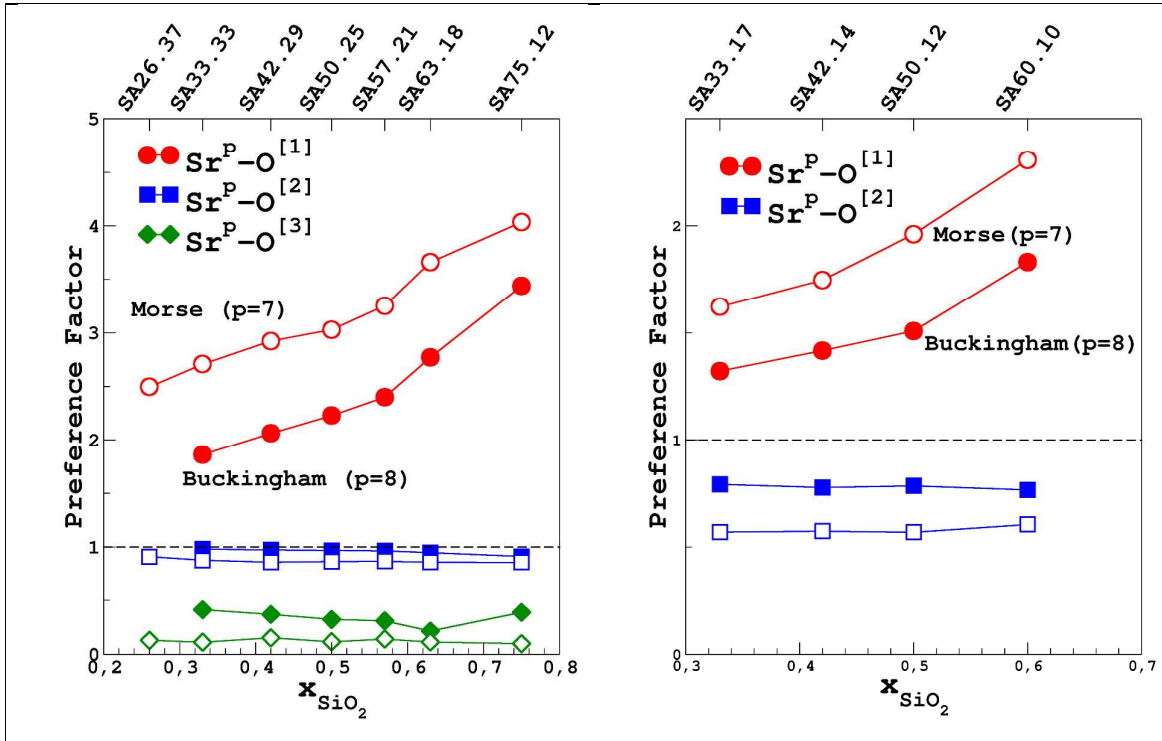 SA26.37 SA33.33 SA42.29 SA50.25 SA57.21 SA63.18 SA75.12
5
4
3
2
1
0
Preference Factor
Sr^p-O^[1]
Sr^p-O^[2]
Sr^p-O^[3]
Morse (p=7)
Buckingham (p=8)
0,2 0,3 0,4 0,5 0,6 0,7 0,8
x_SiO2
SA33.17 SA42.14 SA50.12 SA60.10
2
1
0
Preference Factor
Sr^p-O^[1]
Sr^p-O^[2]
Morse(p=7)
Buckingham(p=8)
0,3 0,4 0,5 0,6 0,7
x_SiO2